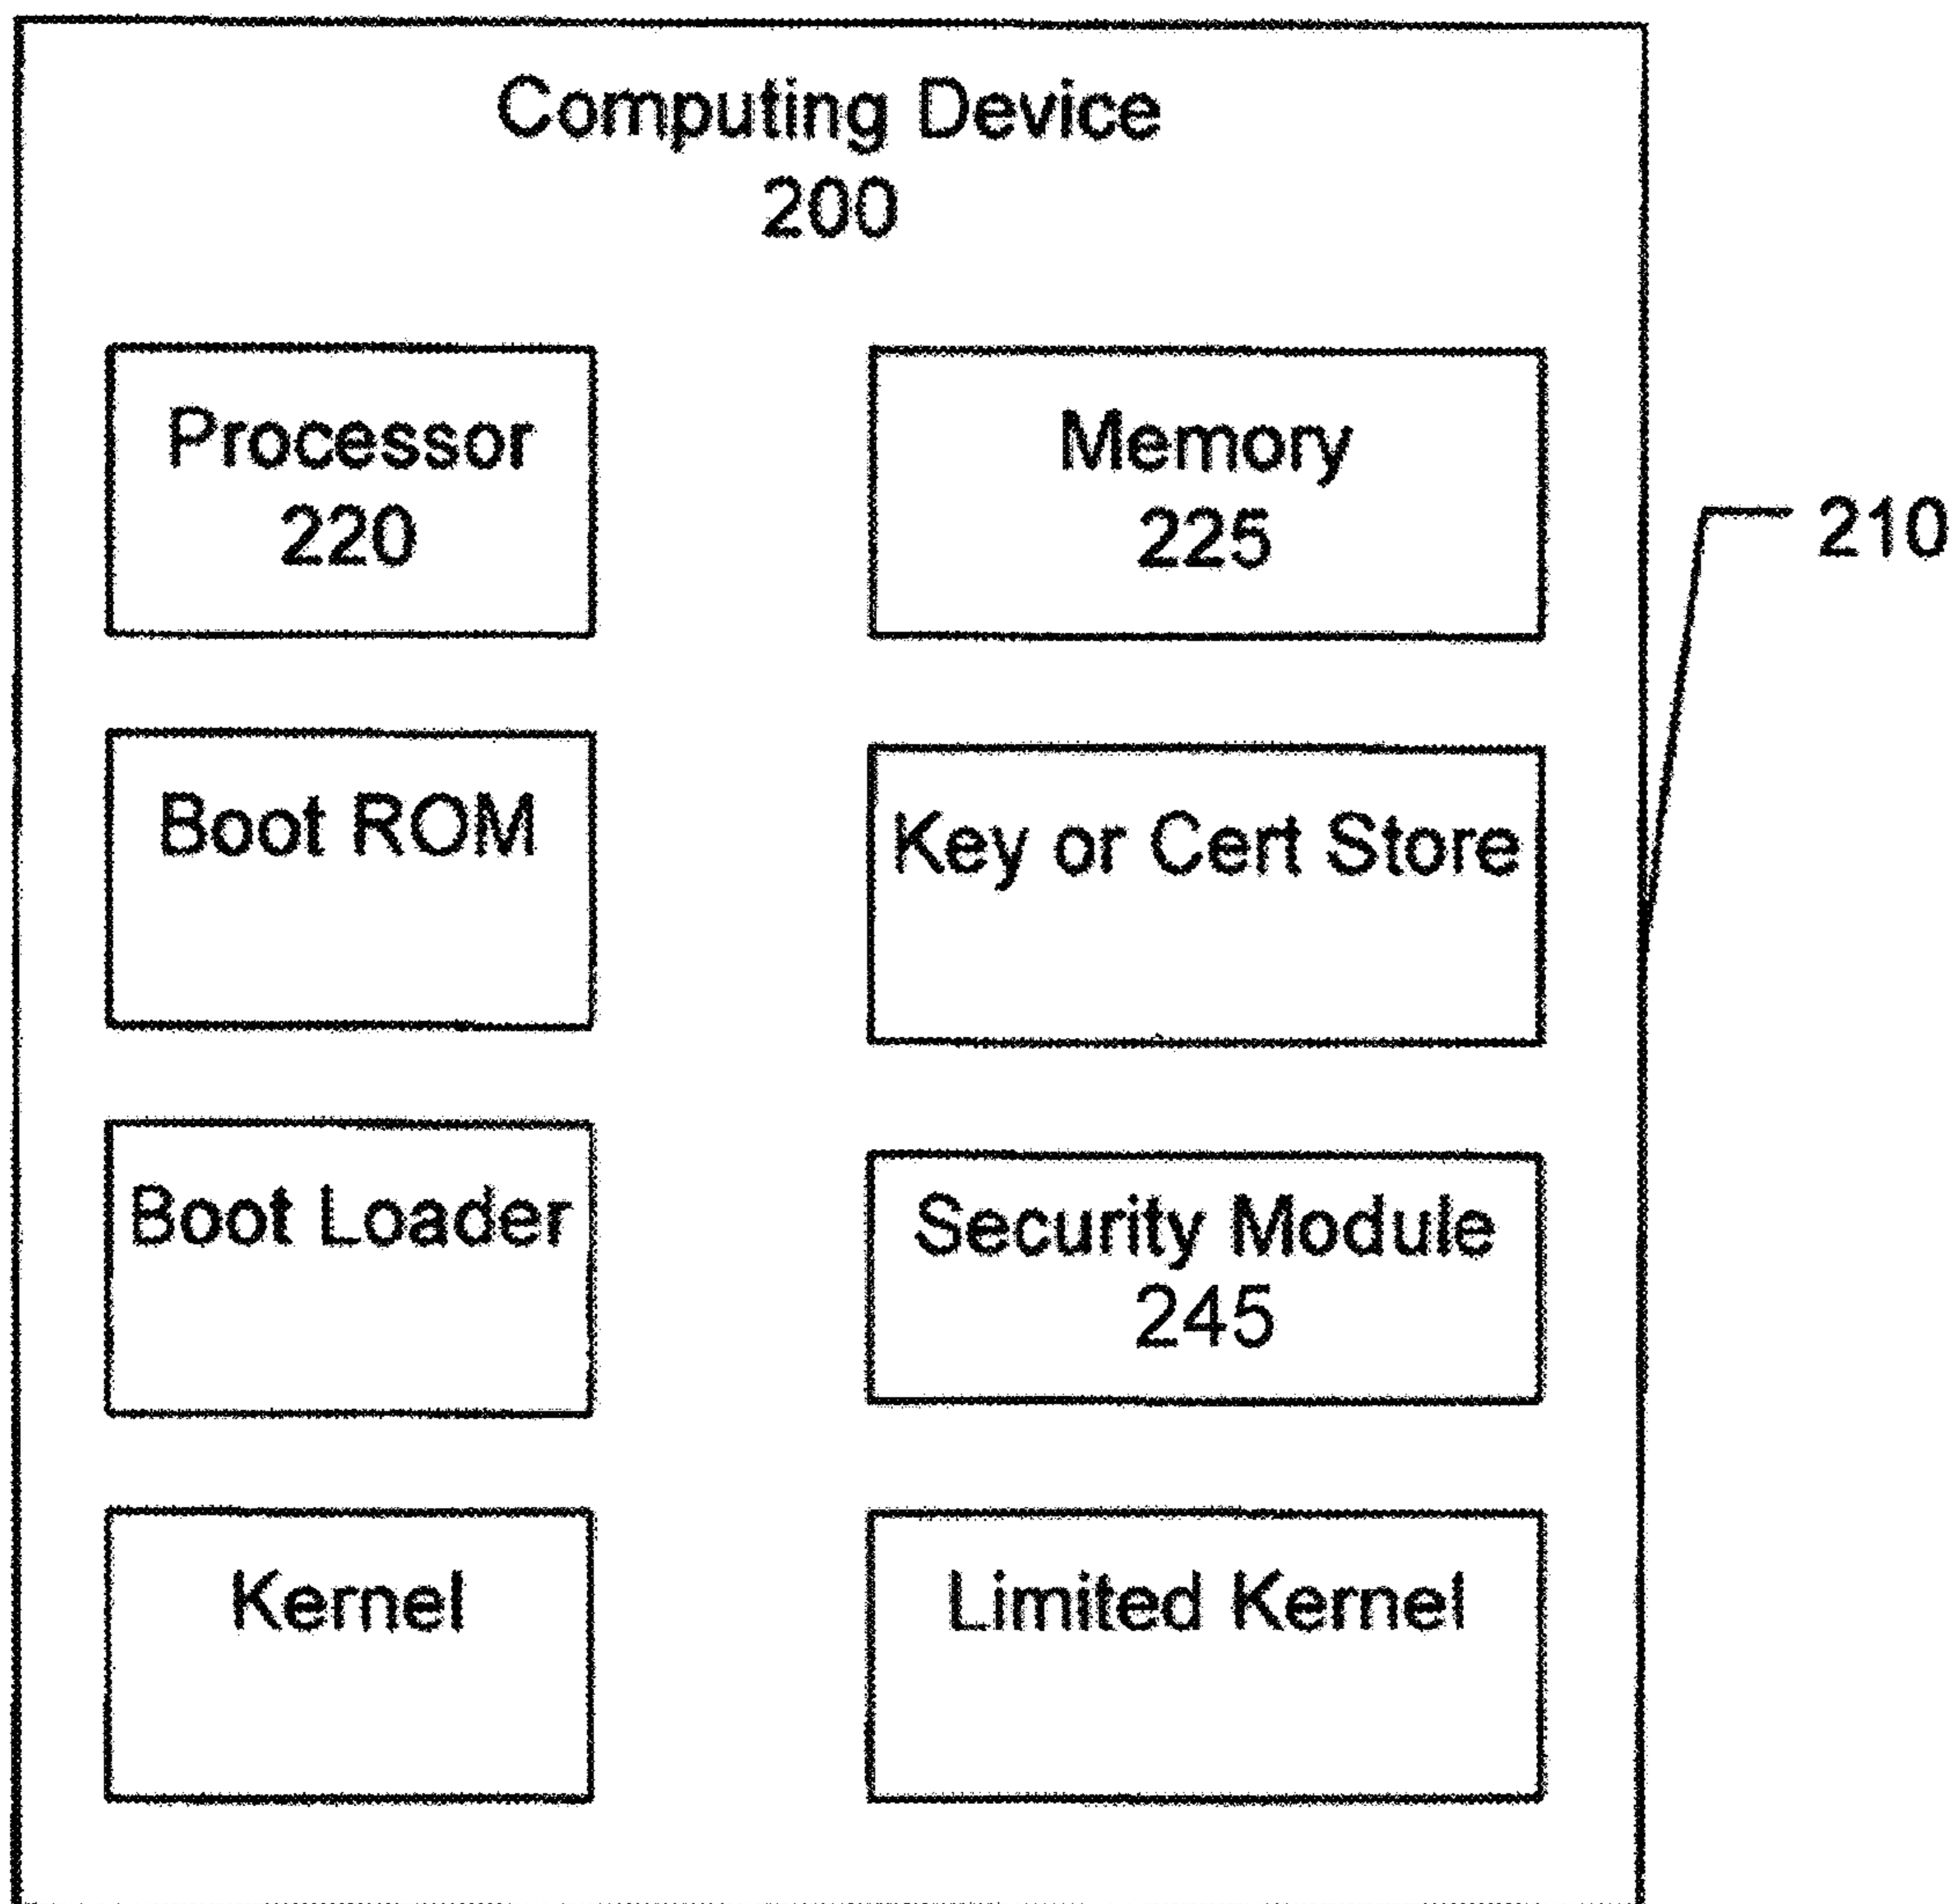 Computing Device
200
Processor
220
Memory
225
210
Boot ROM
Key or Cert Store
Boot Loader
Security Module
245
Kernel
Limited Kernel